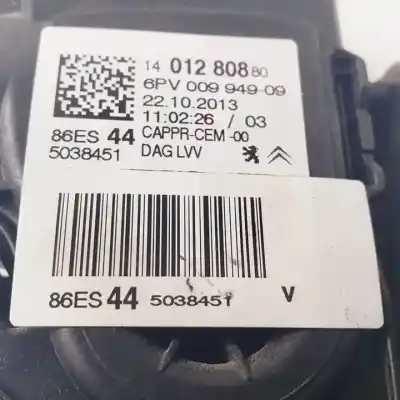 14 012 808 80
6PV 009 949-09
22.10.2013
11:02:26 / 03
86ES 44 CAPPR-CEM -00
5038451 DAG LVV
86ES 44 5038451 V